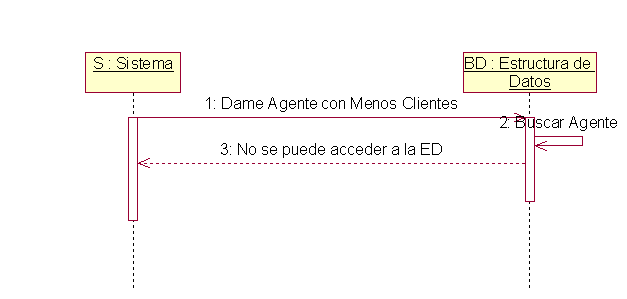 S : Sistema
BD : Estructura de
Datos
1: Dame Agente con Menos Clientes
2: Buscar Agente
3: No se puede acceder a la ED